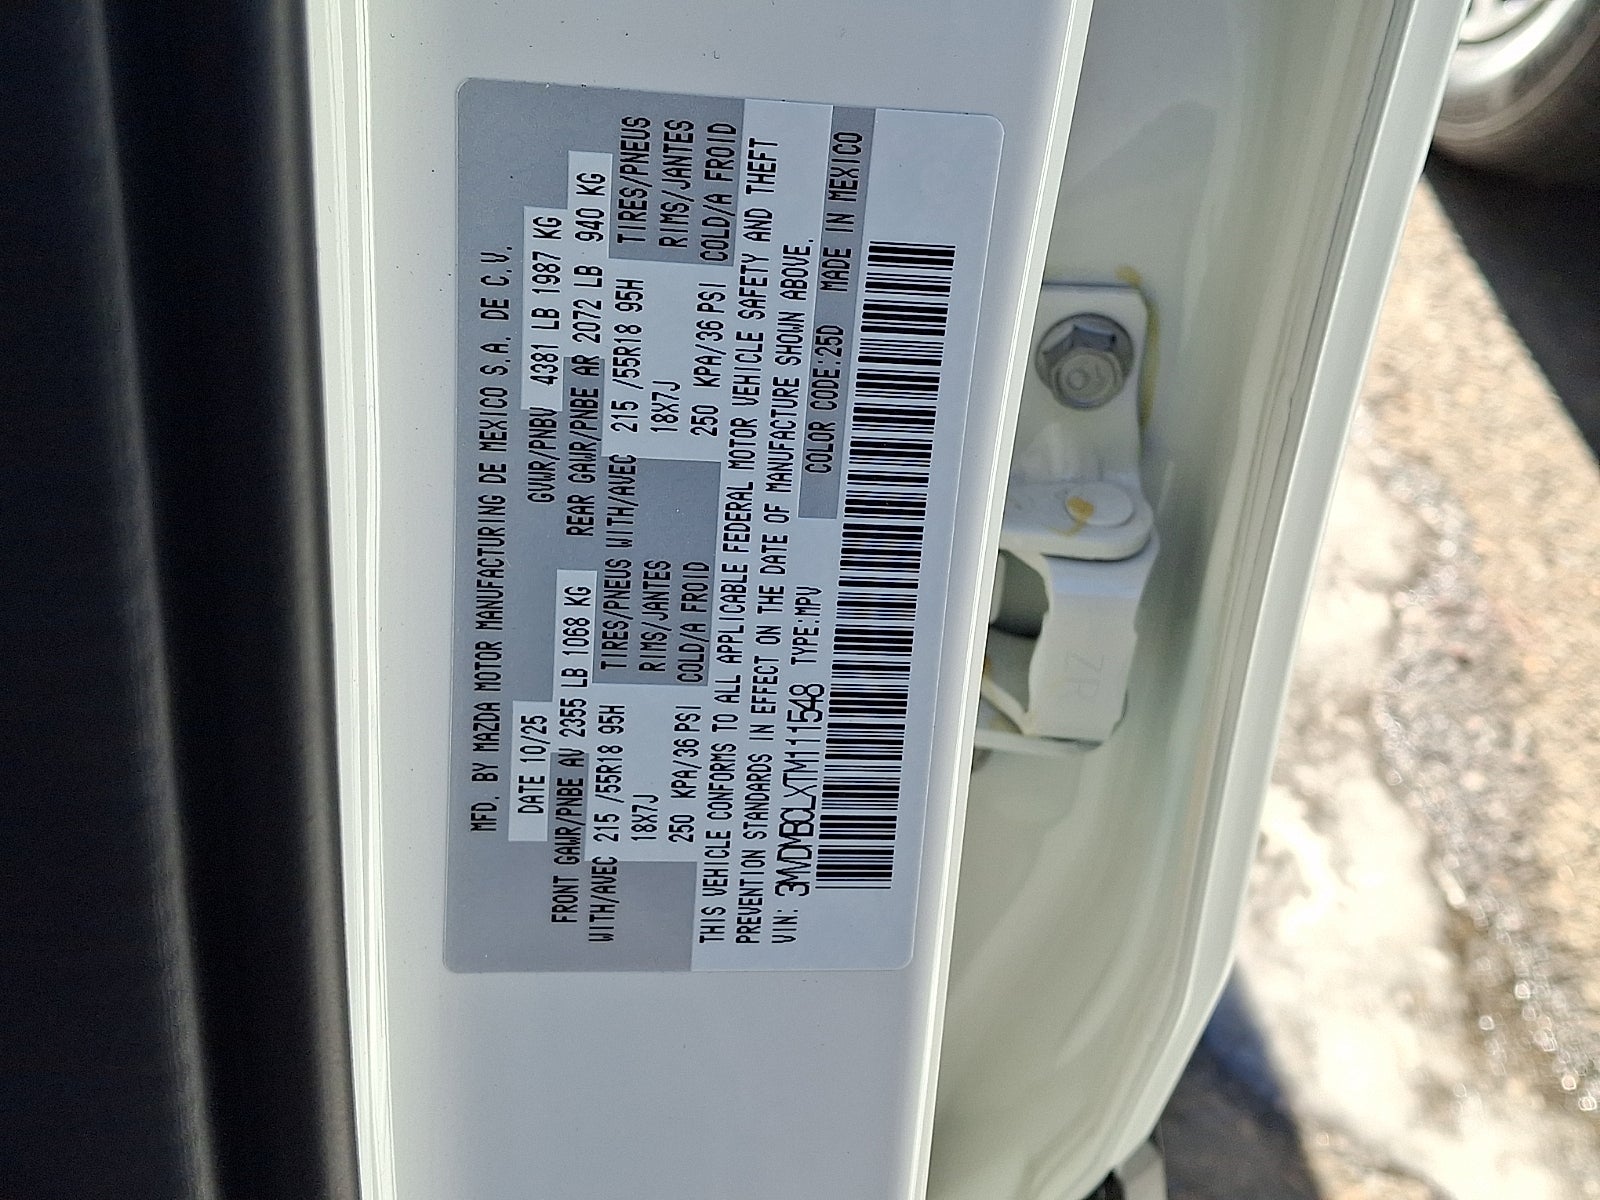 MFD. BY MAZDA MOTOR MANUFACTURING DE MEXICO S.A. DE C.V.
DATE 10/25 GVWR/PNBV 4381 LB 1987 KG
FRONT GAWR/PNBE AV 2355 LB 1068 KG REAR GAWR/PNBE AR 2072 LB 940 KG
WITH/AVEC 215 /55R18 95H TIRES/PNEUS WITH/AVEC 215 /55R18 95H TIRES/PNEUS
18X7J RIMS/JANTES 18X7J RIMS/JANTES
250 KPA/36 PSI COLD/A FROID 250 KPA/36 PSI COLD/A FROID
THIS VEHICLE CONFORMS TO ALL APPLICABLE FEDERAL MOTOR VEHICLE SAFETY AND THEFT
PREVENTION STANDARDS IN EFFECT ON THE DATE OF MANUFACTURE SHOWN ABOVE.
VIN: 3MVDMBCLXTM111548 TYPE:MPV COLOR CODE:25D MADE IN MEXICO
ZR